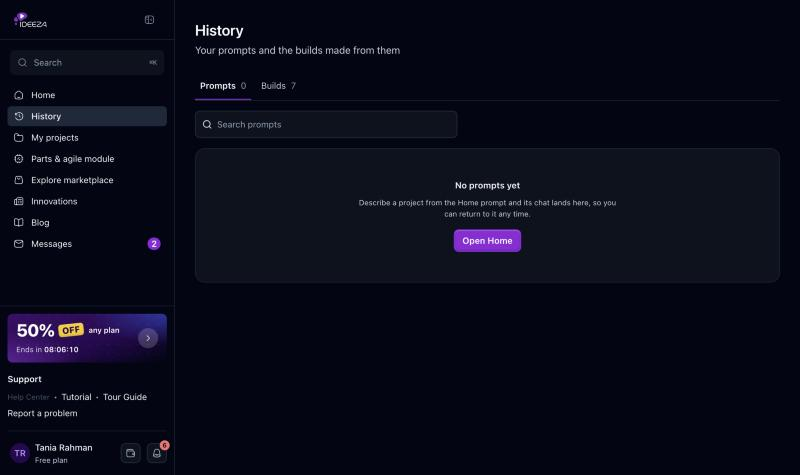 IDEEZA
Search ⌘K
Home
History
My projects
Parts & agile module
Explore marketplace
Innovations
Blog
Messages 2
50% OFF any plan
Ends in 08:06:10
Support
Help Center • Tutorial • Tour Guide
Report a problem
TR Tania Rahman
Free plan
6
History
Your prompts and the builds made from them
Prompts 0 Builds 7
Search prompts
No prompts yet
Describe a project from the Home prompt and its chat lands here, so you
can return to it any time.
Open Home